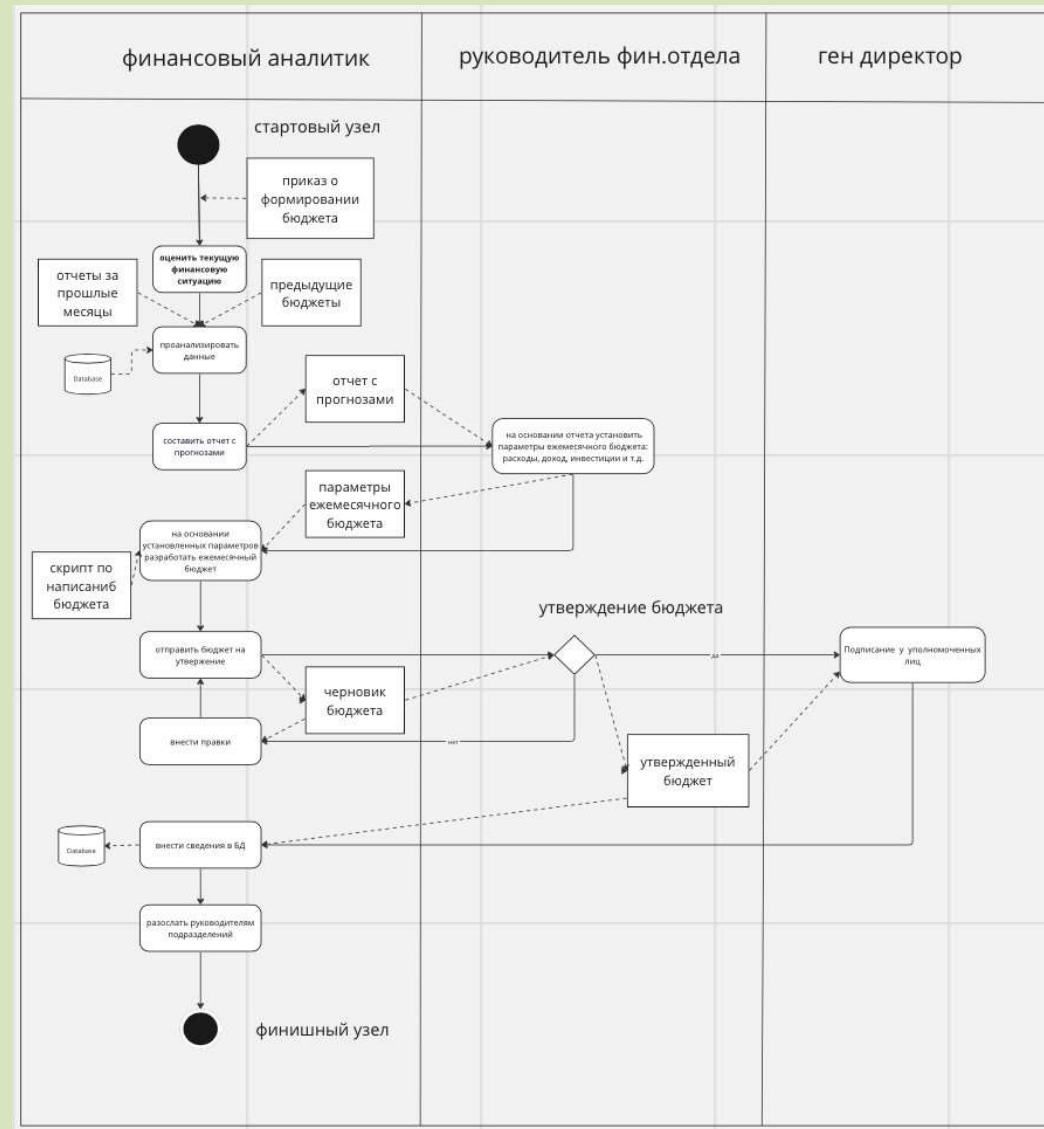 финансовый аналитик
руководитель фин.отдела
ген директор
стартовый узел
приказ о
формировании
бюджета
оценить текущую
финансовую
ситуацию
отчеты за
прошлые
месяцы
предыдущие
бюджеты
проанализировать
данные
Database
отчет с
прогнозами
составить отчет с
прогнозами
на основании отчета установить
параметры ежемесячного бюджета:
расходы, доход, инвестиции и т.д.
параметры
ежемесячного
бюджета
на основании
установленных параметров
разработать ежемесячный
бюджет
скрипт по
написаниб
бюджета
утверждение бюджета
отправить бюджет на
утвержение
да
Подписание у уполномоченных
лиц
черновик
бюджета
внести правки
нет
утвержденный
бюджет
Database
внести сведения в БД
разослать руководителям
подразделений
финишный узел